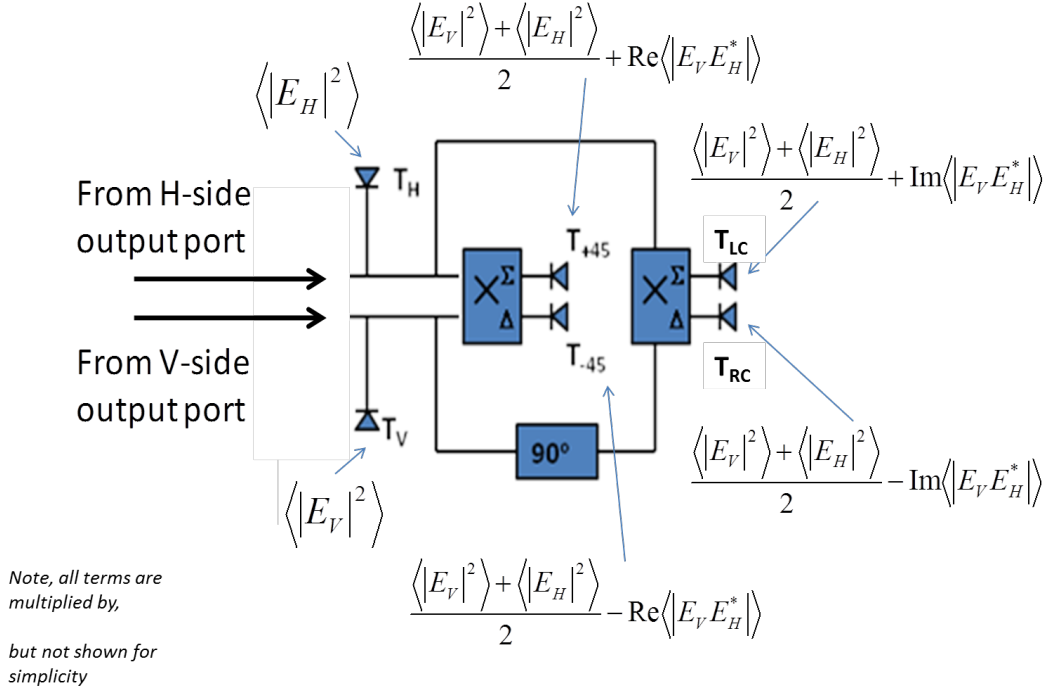 ⟨|E_V|²⟩ + ⟨|E_H|²⟩ / 2 + Re⟨|E_V E_H^*|⟩
⟨|E_H|²⟩
⟨|E_V|²⟩ + ⟨|E_H|²⟩ / 2 + Im⟨|E_V E_H^*|⟩
From H-side
output port
T_H
T_+45
T_LC
× Σ Δ
× Σ Δ
From V-side
output port
T_-45
T_RC
T_V
90°
⟨|E_V|²⟩ + ⟨|E_H|²⟩ / 2 − Im⟨|E_V E_H^*|⟩
⟨|E_V|²⟩
⟨|E_V|²⟩ + ⟨|E_H|²⟩ / 2 − Re⟨|E_V E_H^*|⟩
Note, all terms are
multiplied by,
but not shown for
simplicity